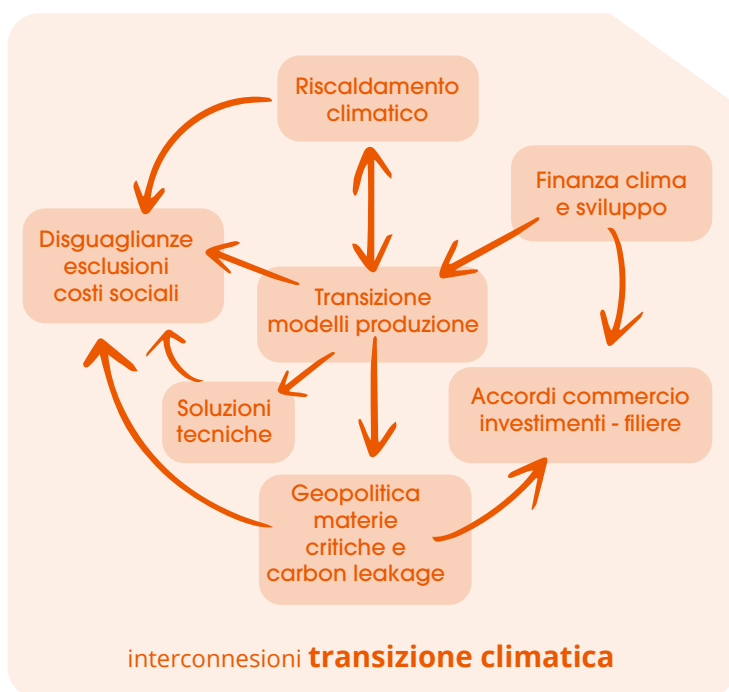 Riscaldamento
climatico
Finanza clima
e sviluppo
Disguaglianze
esclusioni
costi sociali
Transizione
modelli produzione
Soluzioni
tecniche
Accordi commercio
investimenti - filiere
Geopolitica
materie
critiche e
carbon leakage
interconnesioni transizione climatica